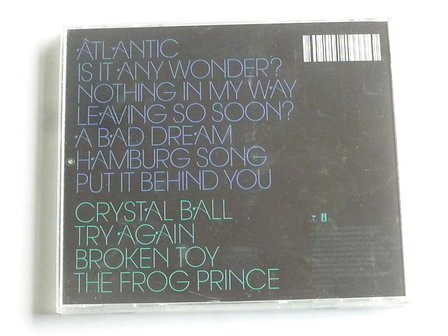 ATLANTIC
IS IT ANY WONDER?
NOTHING IN MY WAY
LEAVING SO SOON?
A BAD DREAM
HAMBURG SONG
PUT IT BEHIND YOU
CRYSTAL BALL
TRY AGAIN
BROKEN TOY
THE FROG PRINCE